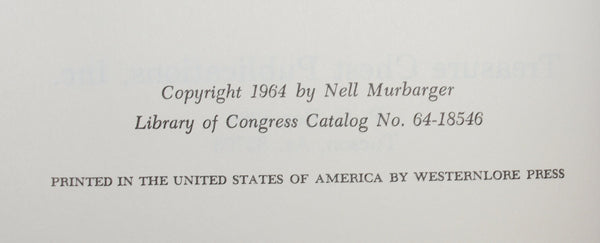 Copyright 1964 by Nell Murbarger
Library of Congress Catalog No. 64-18546
PRINTED IN THE UNITED STATES OF AMERICA BY WESTERNLORE PRESS